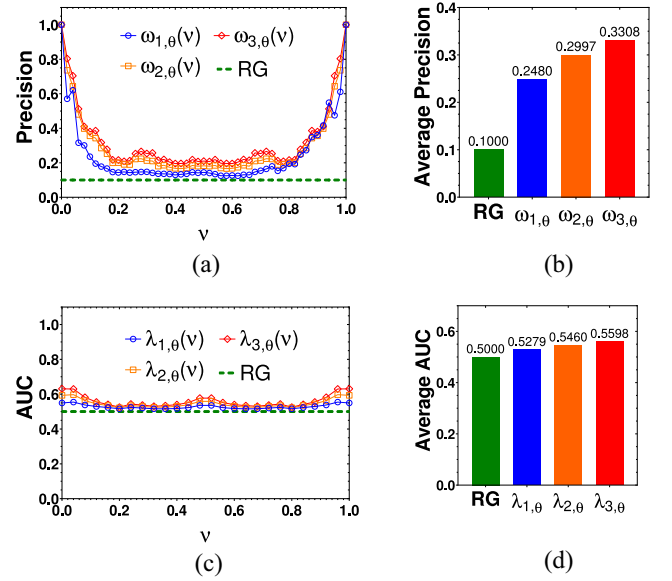 1.0
0.8
0.6
0.4
0.2
0.0
Precision
ω1,θ(ν)
ω3,θ(ν)
ω2,θ(ν)
RG
0.0 0.2 0.4 0.6 0.8 1.0
ν
(a)
0.4
0.3
0.2
0.1
0.0
Average Precision
0.1000
0.2480
0.2997
0.3308
RG ω1,θ ω2,θ ω3,θ
(b)
1.0
0.8
0.6
0.4
0.2
0.0
AUC
λ1,θ(ν)
λ3,θ(ν)
λ2,θ(ν)
RG
0.0 0.2 0.4 0.6 0.8 1.0
ν
(c)
0.6
0.4
0.2
0.0
Average AUC
0.5000
0.5279
0.5460
0.5598
RG λ1,θ λ2,θ λ3,θ
(d)